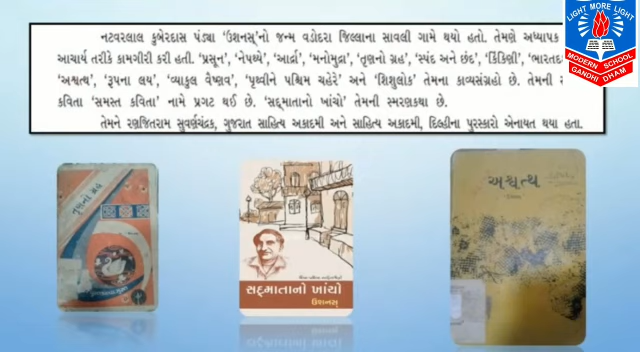 નટવરલાલ કુબેરદાસ પંડ્યા ‘ઉશનસ્’નો જન્મ વડોદરા જિલ્લાના સાવલી ગામે થયો હતો. તેમણે અધ્યાપક
આચાર્ય તરીકે કામગીરી કરી હતી. ‘પ્રસૂન’, ‘નેપથ્યે’, ‘આર્દ્રા’, ‘મનોમુદ્રા’, ‘તૃણનો ગ્રહ’, ‘સ્પંદ અને છંદ’, ‘કિંકિણી’,
‘અશ્વત્થ’, ‘રૂપના લય’, ‘વ્યાકુલ વૈષ્ણવ’, ‘પૃથ્વીને પશ્ચિમ ચહેરે’ અને ‘શિશુલોક’ તેમના કાવ્યસંગ્રહો છે. તેમની
કવિતા ‘સમસ્ત કવિતા’ નામે પ્રગટ થઈ છે. ‘સદ્માતાનો ખાંચો’ તેમની સ્મરણકથા છે.
તેમને રણજિતરામ સુવર્ણચંદ્રક, ગુજરાત સાહિત્ય અકાદમી અને સાહિત્ય અકાદમી, દિલ્હીના પુરસ્કારો એનાયત થયા હતા.
LIGHT MORE LIGHT
MODERN SCHOOL
GANDHIDHAM
તૃણનો ગ્રહ
સદ્માતાનો ખાંચો
ઉશનસ્
અશ્વત્થ